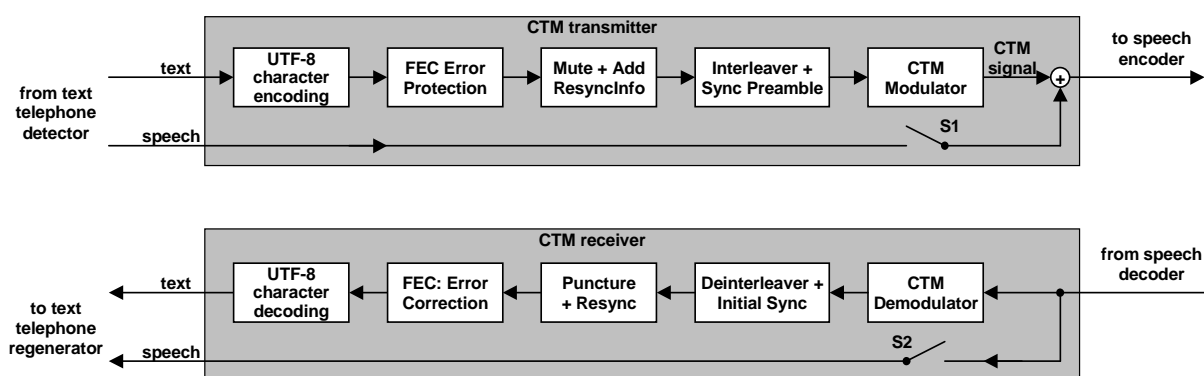 CTM transmitter
text
UTF-8
character
encoding
FEC Error
Protection
Mute + Add
ResyncInfo
Interleaver +
Sync Preamble
CTM
Modulator
CTM
signal
+
to speech
encoder
from text
telephone
detector
speech
S1
CTM receiver
text
UTF-8
character
decoding
FEC: Error
Correction
Puncture
+ Resync
Deinterleaver +
Initial Sync
CTM
Demodulator
from speech
decoder
to text
telephone
regenerator
speech
S2